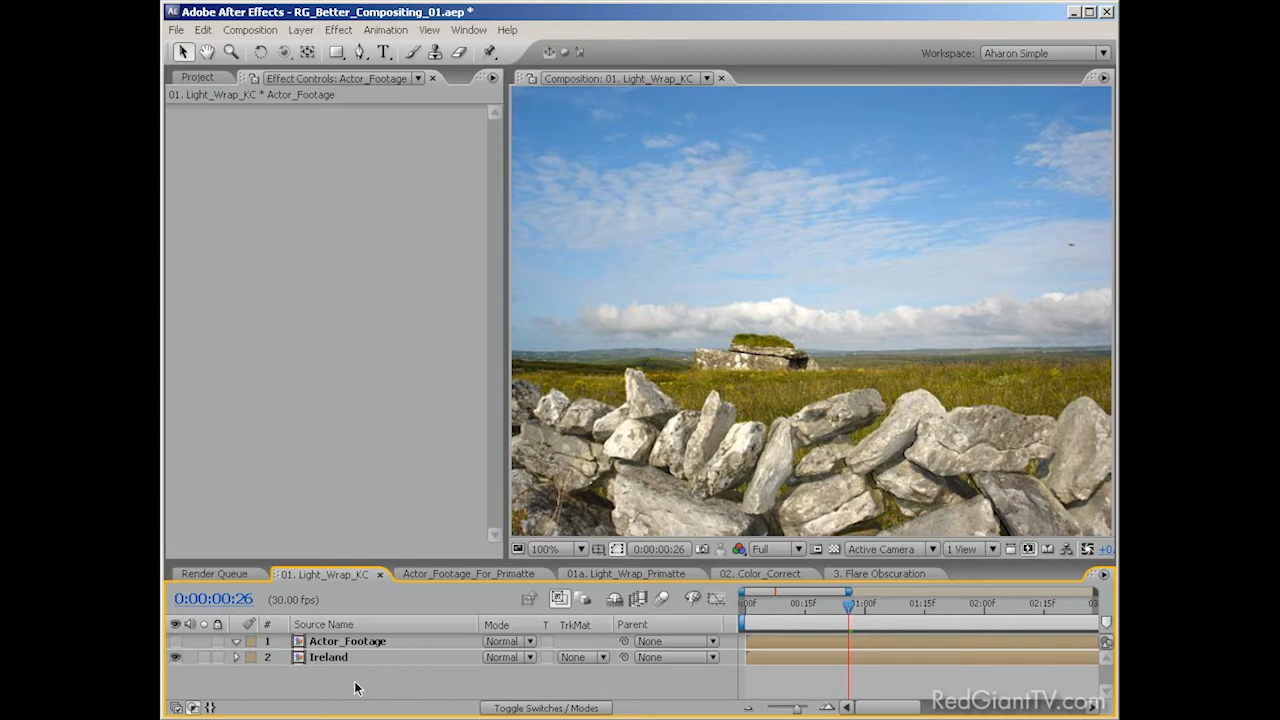 Adobe After Effects - RG_Better_Compositing_01.aep *
File Edit Composition Layer Effect Animation View Window Help
Workspace: Aharon Simple
Project Effect Controls: Actor_Footage
Composition: 01. Light_Wrap_KC
01. Light_Wrap_KC * Actor_Footage
100% 0:00:00:26 Full Active Camera 1 View +0.
Render Queue 01. Light_Wrap_KC Actor_Footage_For_Primatte 01a. Light_Wrap_Primatte 02. Color_Correct 3. Flare Obscuration
0:00:00:26 (30.00 fps)
:00f 00:15f 01:00f 01:15f 02:00f 02:15f 03
# Source Name Mode T TrkMat Parent
1 Actor_Footage Normal None
2 Ireland Normal None None
Toggle Switches / Modes
RedGiantTV.com